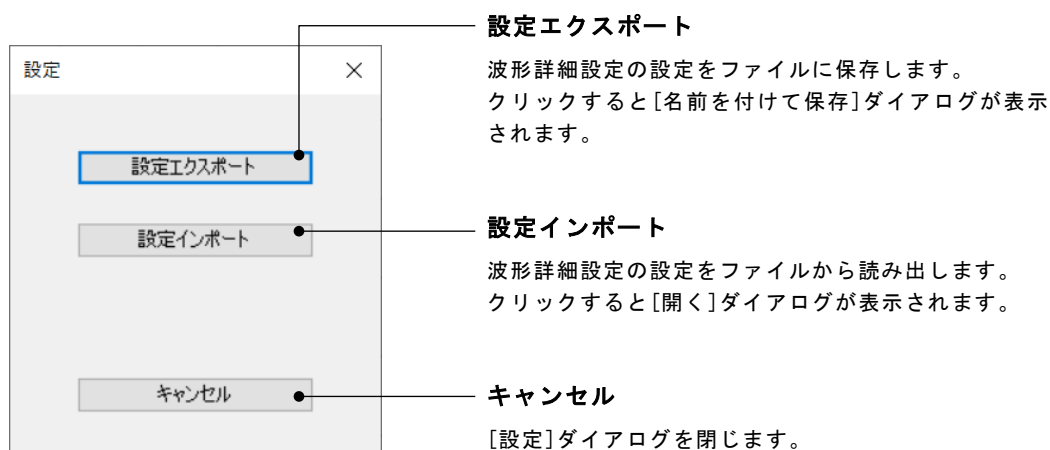 設定エクスポート
波形詳細設定の設定をファイルに保存します。
クリックすると[名前を付けて保存]ダイアログが表示
されます。
設定
設定エクスポート
設定インポート
キャンセル
設定インポート
波形詳細設定の設定をファイルから読み出します。
クリックすると[開く]ダイアログが表示されます。
キャンセル
[設定]ダイアログを閉じます。